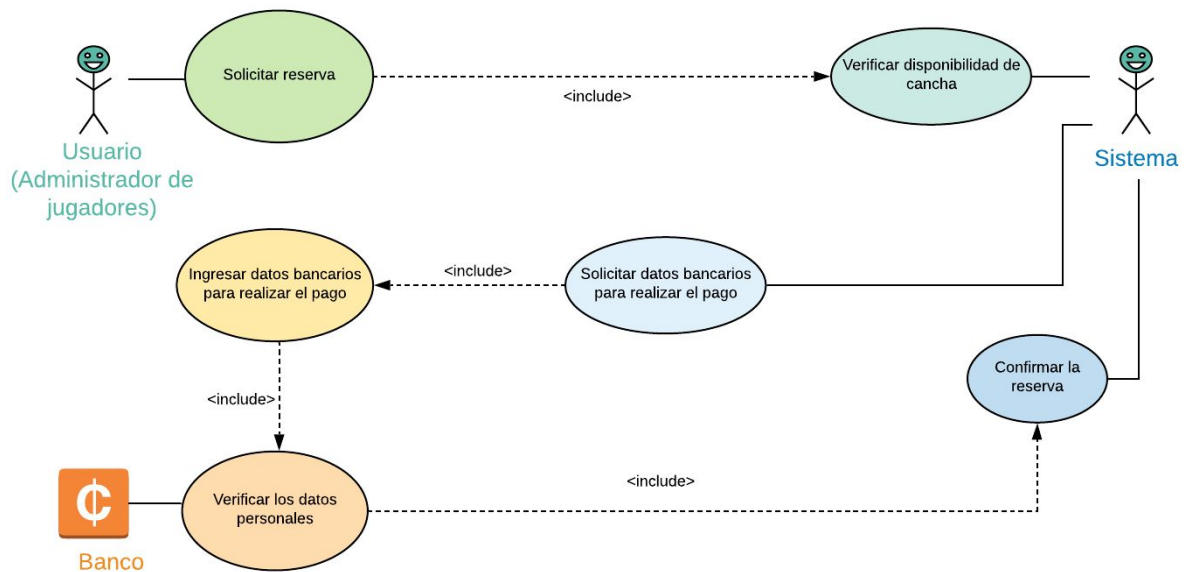 Solicitar reserva
<include>
Verificar disponibilidad de
cancha
Usuario
(Administrador de
jugadores)
Sistema
Ingresar datos bancarios
para realizar el pago
<include>
Solicitar datos bancarios
para realizar el pago
Confirmar la
reserva
<include>
Verificar los datos
personales
<include>
₵
Banco